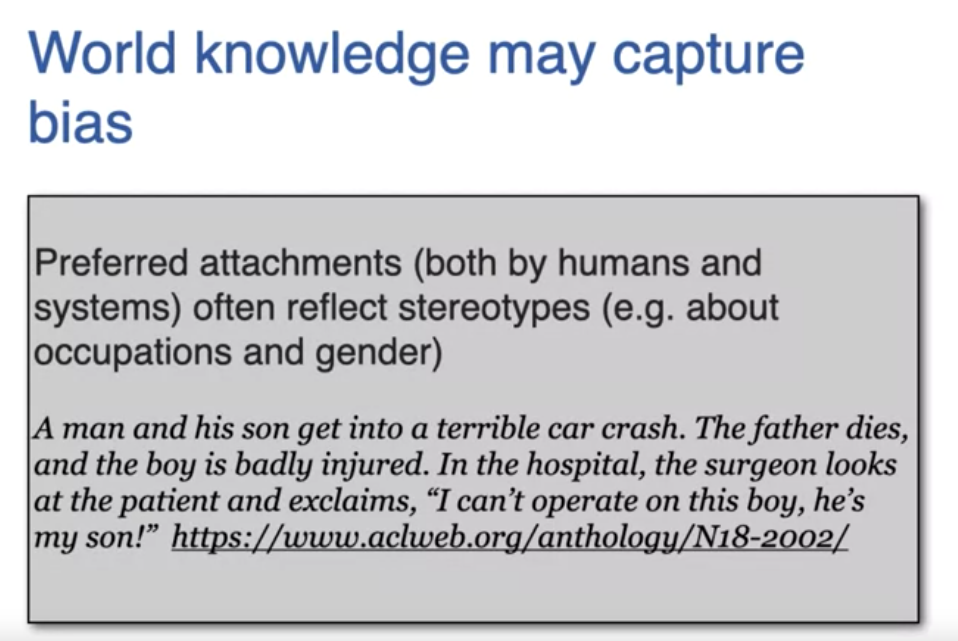 World knowledge may capture
bias
Preferred attachments (both by humans and
systems) often reflect stereotypes (e.g. about
occupations and gender)
A man and his son get into a terrible car crash. The father dies,
and the boy is badly injured. In the hospital, the surgeon looks
at the patient and exclaims, “I can’t operate on this boy, he’s
my son!” https://www.aclweb.org/anthology/N18-2002/